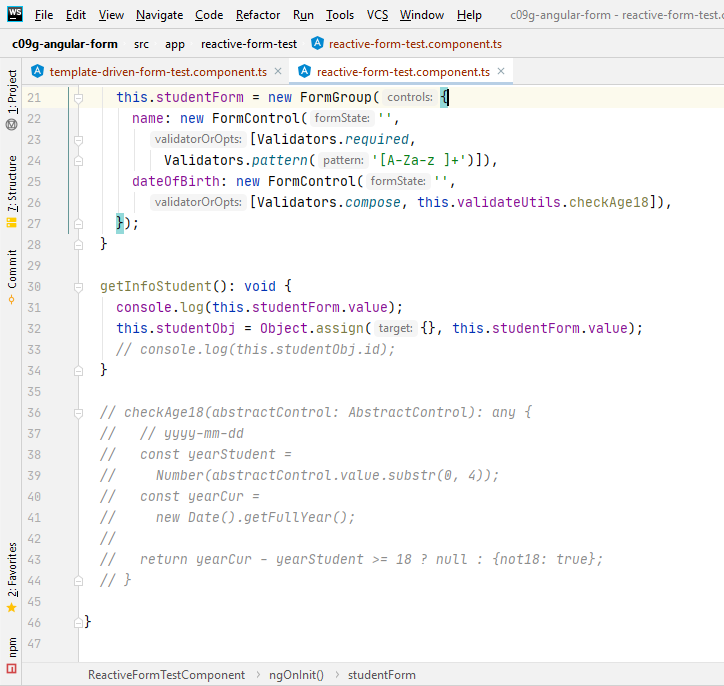 WS File Edit View Navigate Code Refactor Run Tools VCS Window Help c09g-angular-form - reactive-form-test.co
c09g-angular-form src app reactive-form-test reactive-form-test.component.ts
template-driven-form-test.component.ts reactive-form-test.component.ts
1: Project
7: Structure
Commit
2: Favorites
npm
21 this.studentForm = new FormGroup( controls: {
22 name: new FormControl( formState: '',
23 validatorOrOpts: [Validators.required,
24 Validators.pattern( pattern: '[A-Za-z ]+')]),
25 dateOfBirth: new FormControl( formState: '',
26 validatorOrOpts: [Validators.compose, this.validateUtils.checkAge18]),
27 });
28 }
29
30 getInfoStudent(): void {
31 console.log(this.studentForm.value);
32 this.studentObj = Object.assign( target: {}, this.studentForm.value);
33 // console.log(this.studentObj.id);
34 }
35
36 // checkAge18(abstractControl: AbstractControl): any {
37 // // yyyy-mm-dd
38 // const yearStudent =
39 // Number(abstractControl.value.substr(0, 4));
40 // const yearCur =
41 // new Date().getFullYear();
42 //
43 // return yearCur - yearStudent >= 18 ? null : {not18: true};
44 // }
45
46 }
47
ReactiveFormTestComponent › ngOnInit() › studentForm